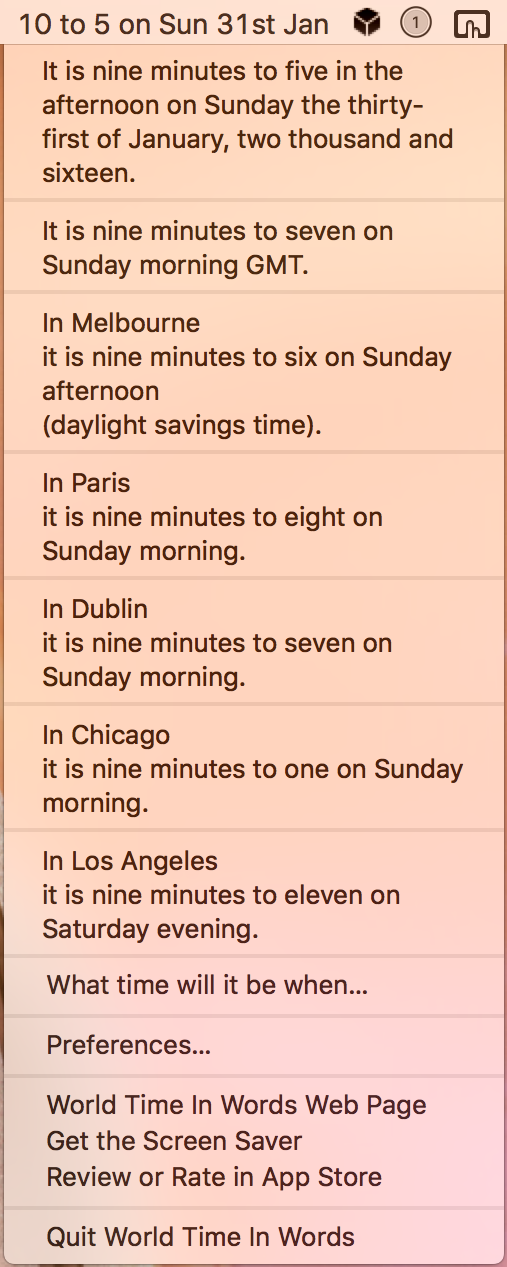 10 to 5 on Sun 31st Jan 1
It is nine minutes to five in the
afternoon on Sunday the thirty-
first of January, two thousand and
sixteen.
It is nine minutes to seven on
Sunday morning GMT.
In Melbourne
it is nine minutes to six on Sunday
afternoon
(daylight savings time).
In Paris
it is nine minutes to eight on
Sunday morning.
In Dublin
it is nine minutes to seven on
Sunday morning.
In Chicago
it is nine minutes to one on Sunday
morning.
In Los Angeles
it is nine minutes to eleven on
Saturday evening.
What time will it be when...
Preferences...
World Time In Words Web Page
Get the Screen Saver
Review or Rate in App Store
Quit World Time In Words